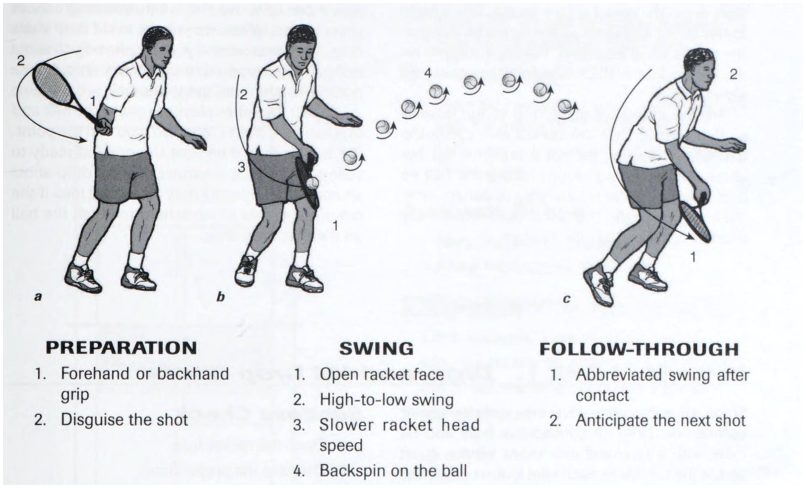 2
1
2
3
4
1
2
1
a
b
c
PREPARATION
1. Forehand or backhand
grip
2. Disguise the shot
SWING
1. Open racket face
2. High-to-low swing
3. Slower racket head
speed
4. Backspin on the ball
FOLLOW-THROUGH
1. Abbreviated swing after
contact
2. Anticipate the next shot